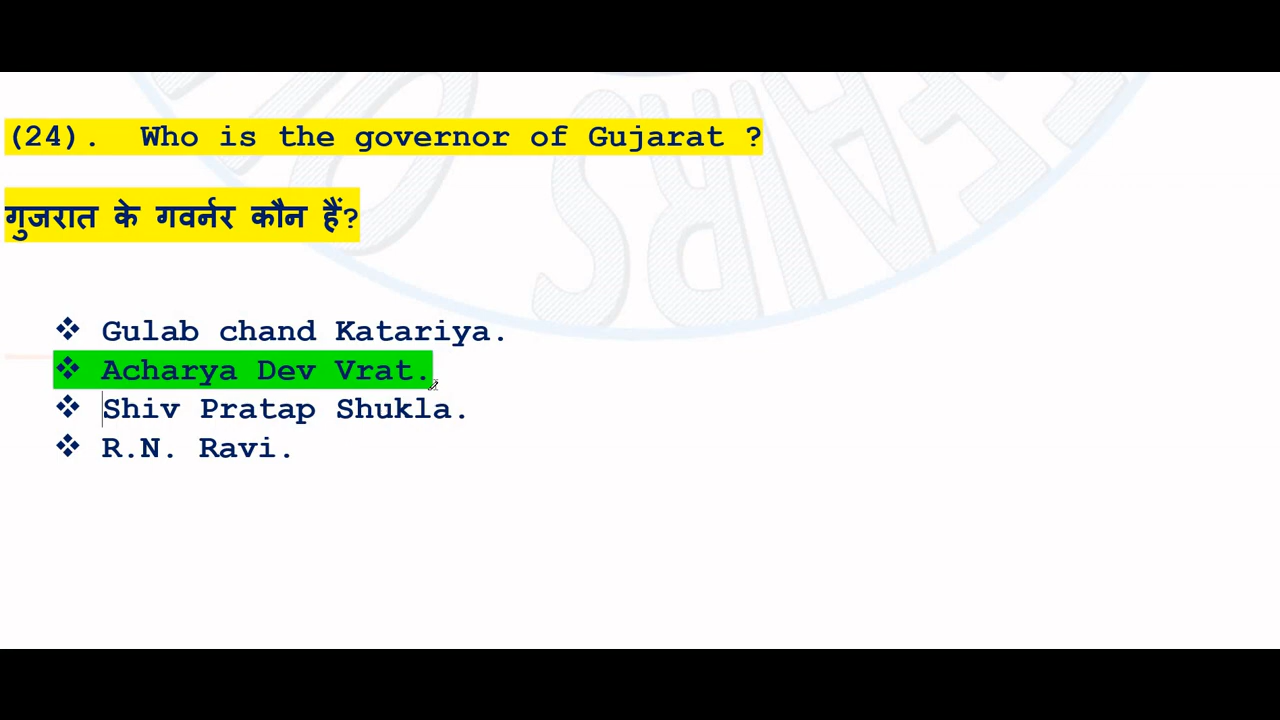 (24). Who is the governor of Gujarat ?
गुजरात के गवर्नर कौन हैं?
❖ Gulab chand Katariya.
❖ Acharya Dev Vrat.
❖ Shiv Pratap Shukla.
❖ R.N. Ravi.